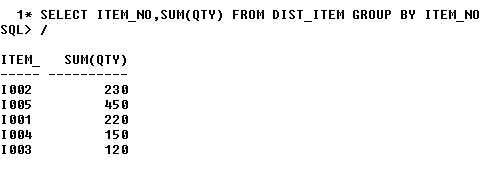 1* SELECT ITEM_NO,SUM(QTY) FROM DIST_ITEM GROUP BY ITEM_NO
SQL> /
ITEM_ SUM(QTY)
----- ----------
I002 230
I005 450
I001 220
I004 150
I003 120